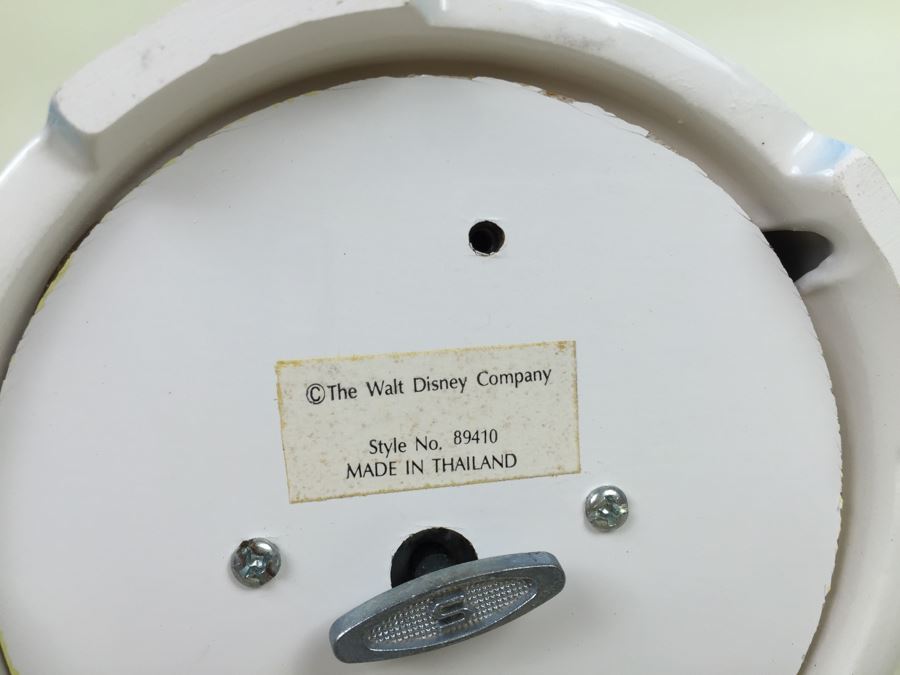 ©The Walt Disney Company
Style No. 89410
MADE IN THAILAND